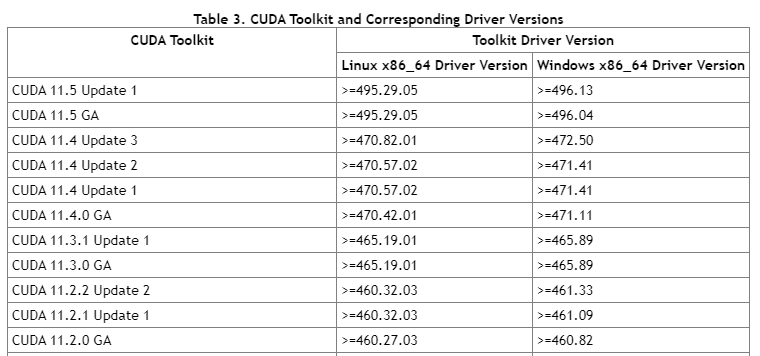 Table 3. CUDA Toolkit and Corresponding Driver Versions
CUDA Toolkit Toolkit Driver Version
Linux x86_64 Driver Version Windows x86_64 Driver Version
CUDA 11.5 Update 1 >=495.29.05 >=496.13
CUDA 11.5 GA >=495.29.05 >=496.04
CUDA 11.4 Update 3 >=470.82.01 >=472.50
CUDA 11.4 Update 2 >=470.57.02 >=471.41
CUDA 11.4 Update 1 >=470.57.02 >=471.41
CUDA 11.4.0 GA >=470.42.01 >=471.11
CUDA 11.3.1 Update 1 >=465.19.01 >=465.89
CUDA 11.3.0 GA >=465.19.01 >=465.89
CUDA 11.2.2 Update 2 >=460.32.03 >=461.33
CUDA 11.2.1 Update 1 >=460.32.03 >=461.09
CUDA 11.2.0 GA >=460.27.03 >=460.82